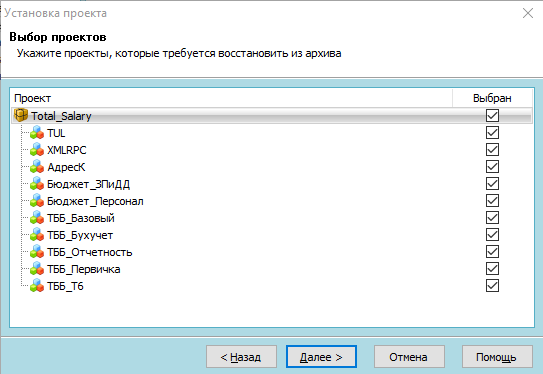 Установка проекта
Выбор проектов
Укажите проекты, которые требуется восстановить из архива
Проект Выбран
Total_Salary
TUL
XMLRPC
АдресК
Бюджет_ЗПиДД
Бюджет_Персонал
ТББ_Базовый
ТББ_Бухучет
ТББ_Отчетность
ТББ_Первичка
ТББ_Т6
< Назад Далее > Отмена Помощь